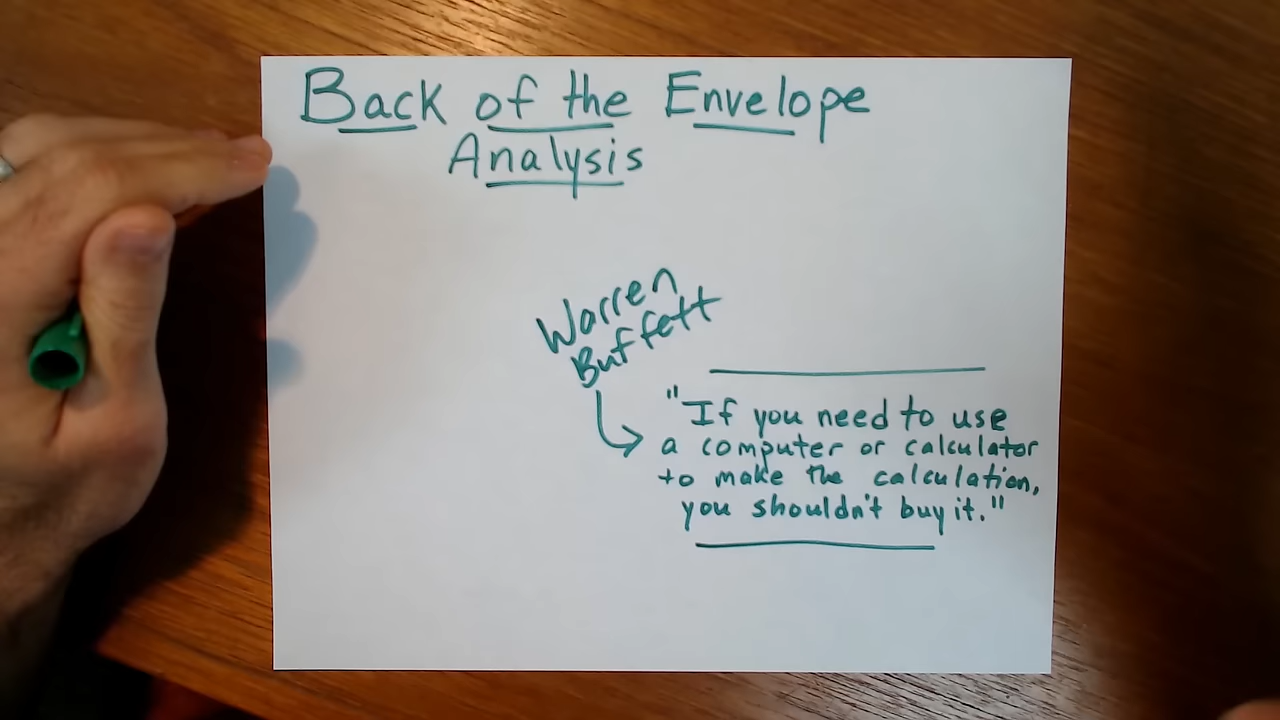 Back of the Envelope
Analysis
Warren
Buffett
"If you need to use
a computer or calculator
to make the calculation,
you shouldn't buy it."